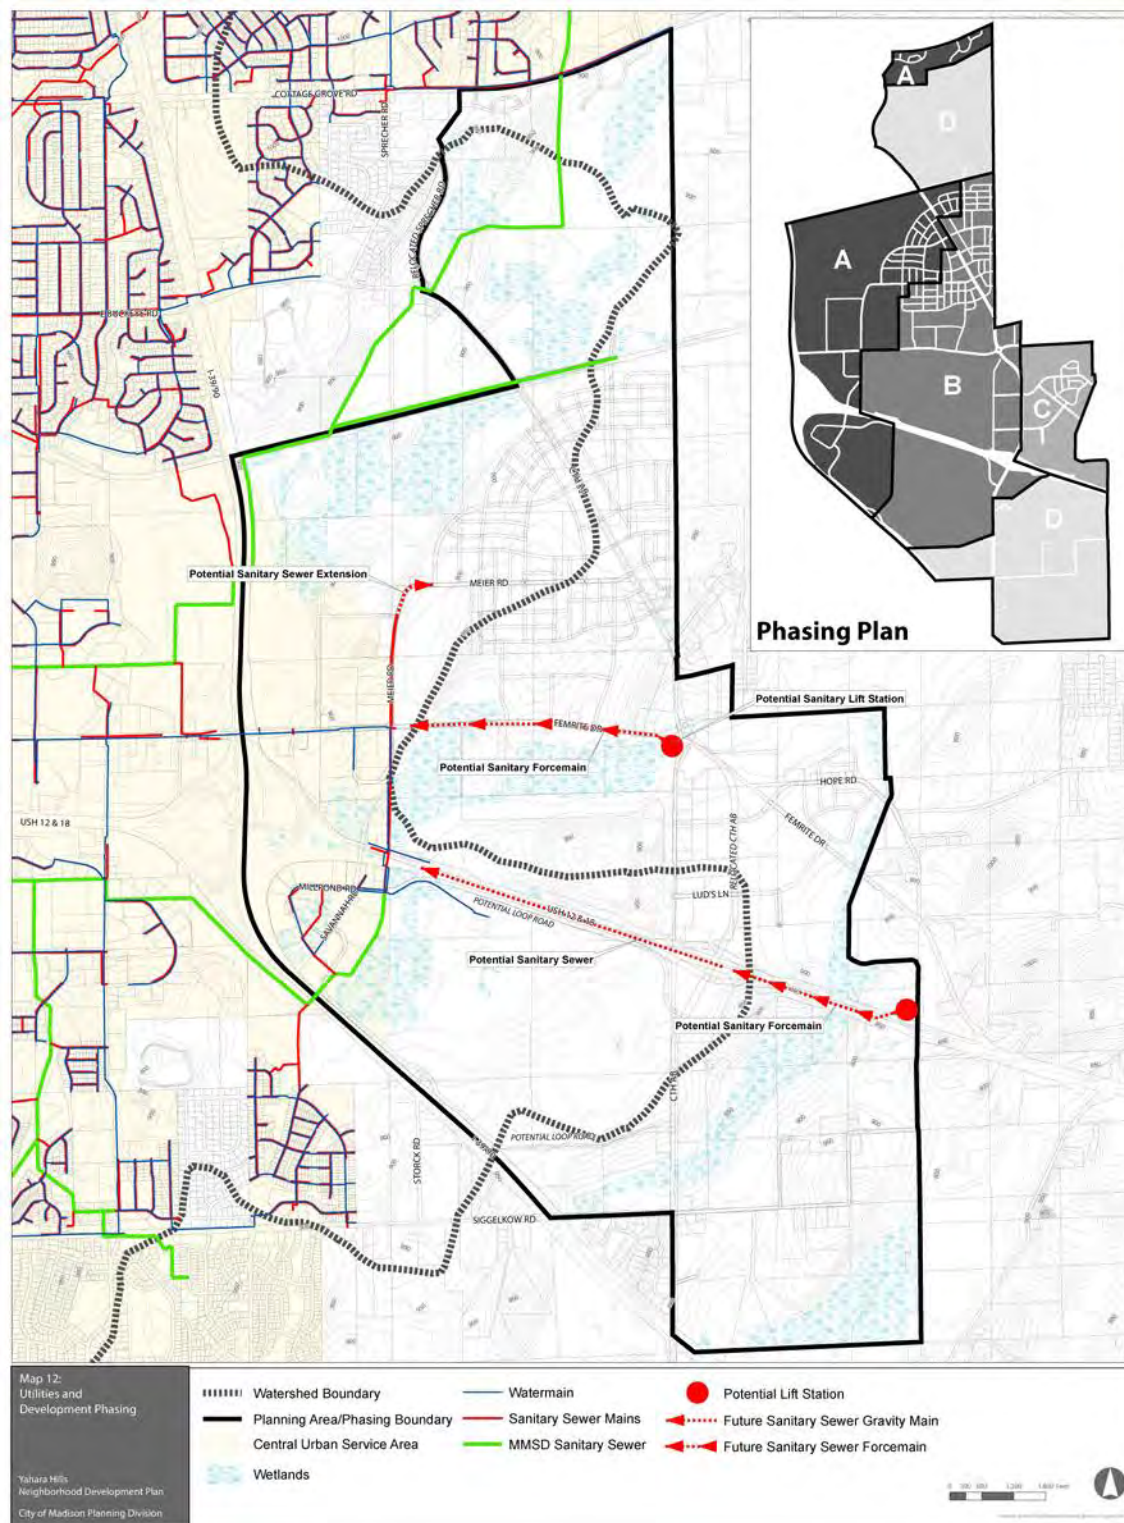 COTTAGE GROVE RD
SPRECHER RD
RELOCATED SPRECHER RD
E BUCKEYE RD
I-39/90
A
D
A
B
C
D
Phasing Plan
Potential Sanitary Sewer Extension
MEIER RD
MEIER RD
Potential Sanitary Lift Station
FEMRITE DR
Potential Sanitary Forcemain
HOPE RD
FEMRITE DR
RELOCATED CTH AB
USH 12 & 18
MILLPOND RD
SAVANNAH RD
LUD'S LN
POTENTIAL LOOP ROAD
USH 12 & 18
Potential Sanitary Sewer
Potential Sanitary Forcemain
CTH AB
POTENTIAL LOOP ROAD
STORCK RD
SIGGELKOW RD
Map 12:
Utilities and
Development Phasing
Yahara Hills
Neighborhood Development Plan
City of Madison Planning Division
Watershed Boundary
Planning Area/Phasing Boundary
Central Urban Service Area
Wetlands
Watermain
Sanitary Sewer Mains
MMSD Sanitary Sewer
Potential Lift Station
Future Sanitary Sewer Gravity Main
Future Sanitary Sewer Forcemain